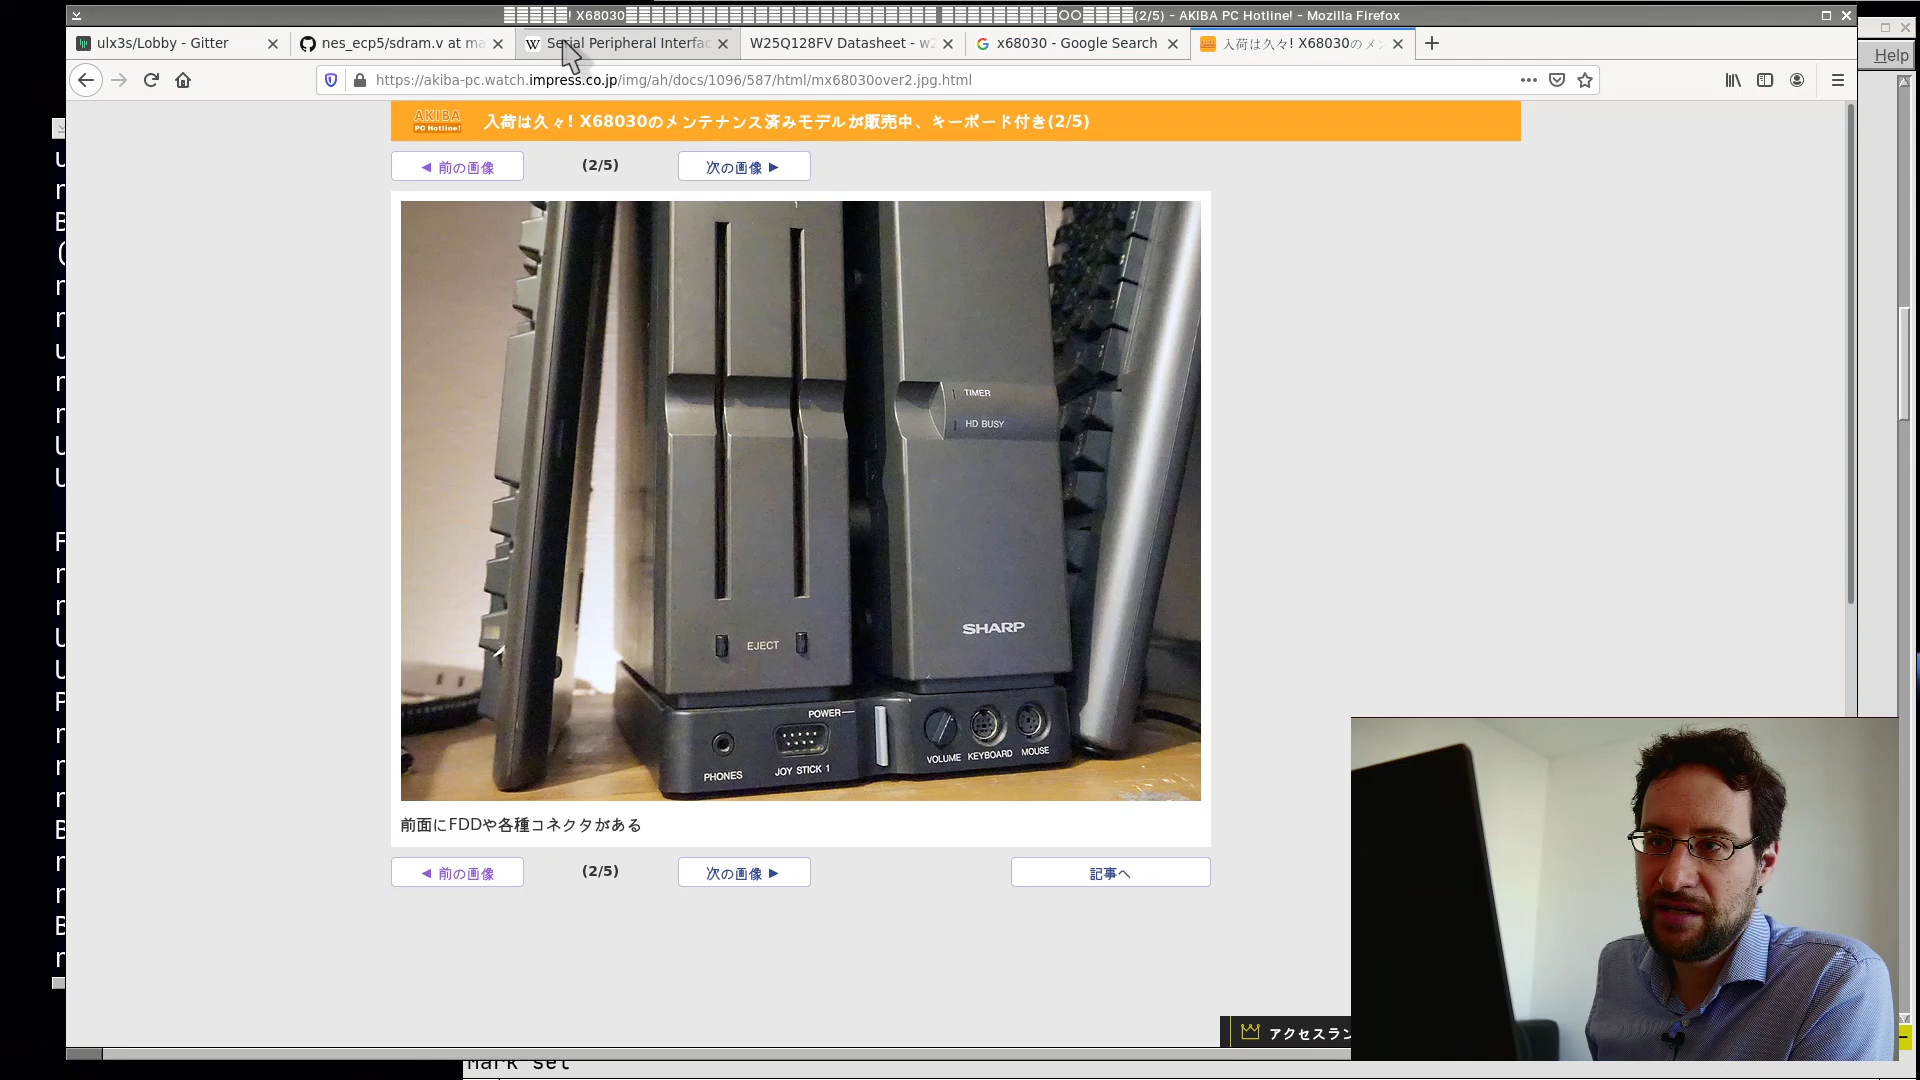 ! X68030
(2/5) - AKIBA PC Hotline! - Mozilla Firefox
ulx3s/Lobby - Gitter
nes_ecp5/sdram.v at ma
Serial Peripheral Interfac
W25Q128FV Datasheet - w2
x68030 - Google Search
入荷は久々! X68030のメン
Help
https://akiba-pc.watch.impress.co.jp/img/ah/docs/1096/587/html/mx68030over2.jpg.html
AKIBA
PC Hotline!
入荷は久々! X68030のメンテナンス済みモデルが販売中、キーボード付き(2/5)
◀ 前の画像
(2/5)
次の画像 ▶
TIMER
HD BUSY
SHARP
EJECT
POWER
PHONES
JOY STICK 1
VOLUME
KEYBOARD
MOUSE
前面にFDDや各種コネクタがある
◀ 前の画像
(2/5)
次の画像 ▶
記事へ
アクセスラン
Mark set